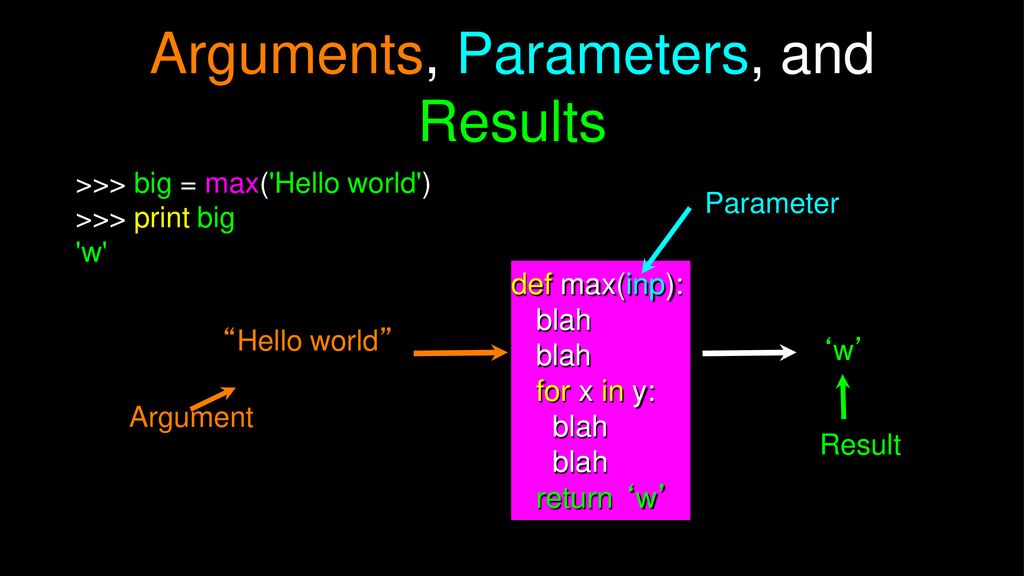 Arguments, Parameters, and
Results
>>> big = max('Hello world')
>>> print big
'w'
Parameter
def max(inp):
blah
blah
for x in y:
blah
blah
return ‘w’
“Hello world”
Argument
‘w’
Result